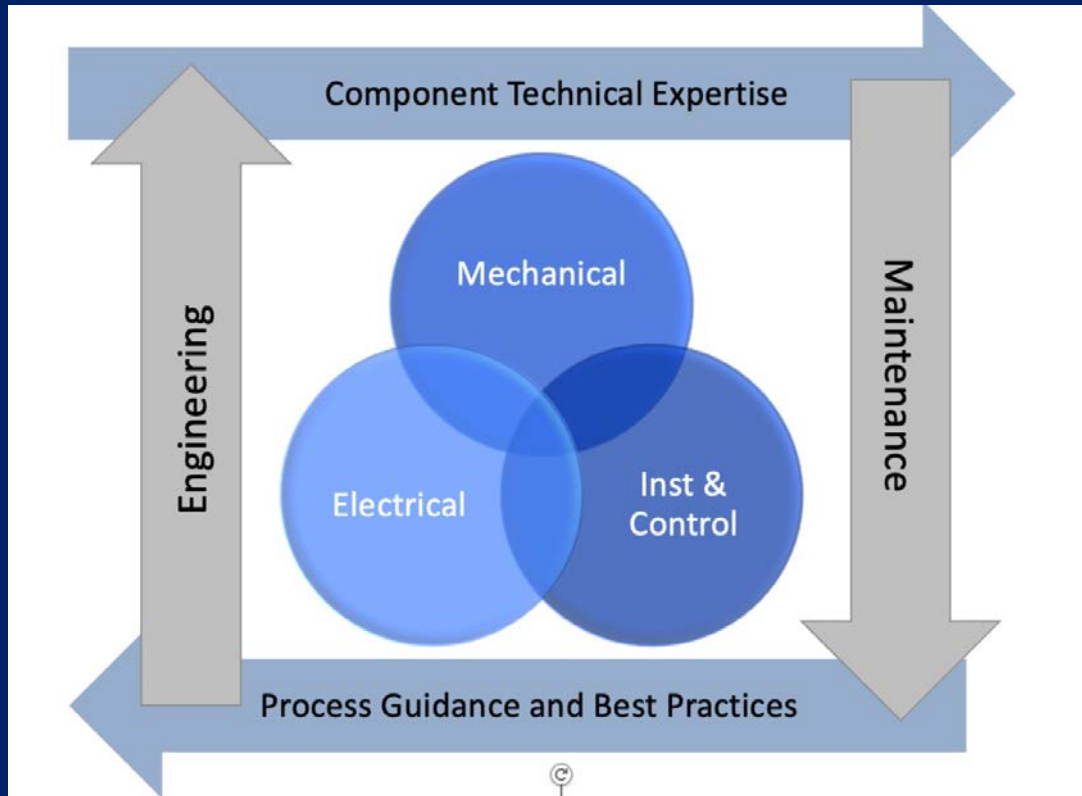 Component Technical Expertise
Engineering
Mechanical
Maintenance
Electrical
Inst &
Control
Process Guidance and Best Practices